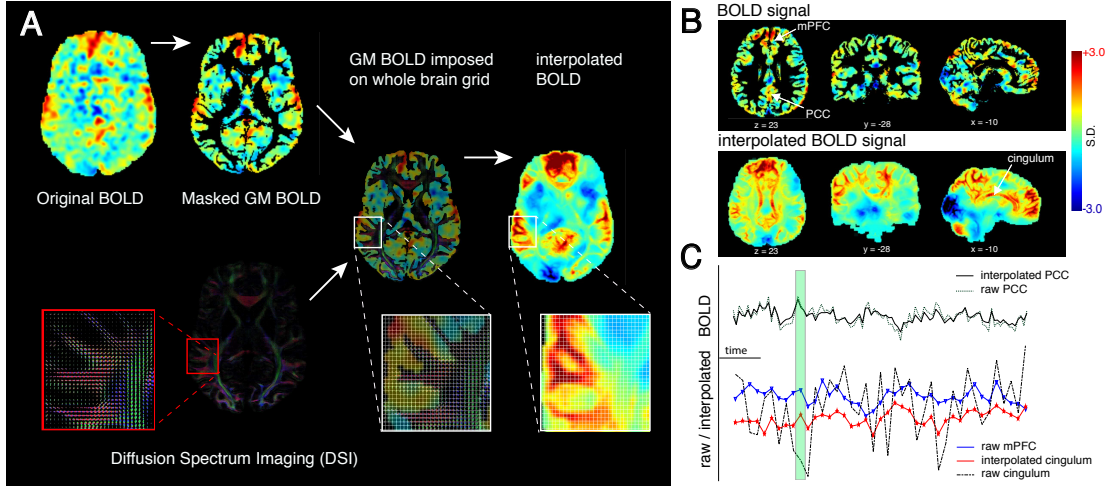 A
Original BOLD
Masked GM BOLD
GM BOLD imposed
on whole brain grid
interpolated
BOLD
Diffusion Spectrum Imaging (DSI)
B
BOLD signal
mPFC
PCC
z = 23
y = -28
x = -10
interpolated BOLD signal
cingulum
z = 23
y = -28
x = -10
+3.0
S.D.
-3.0
C
interpolated PCC
raw PCC
raw / interpolated BOLD
time
raw mPFC
interpolated cingulum
raw cingulum